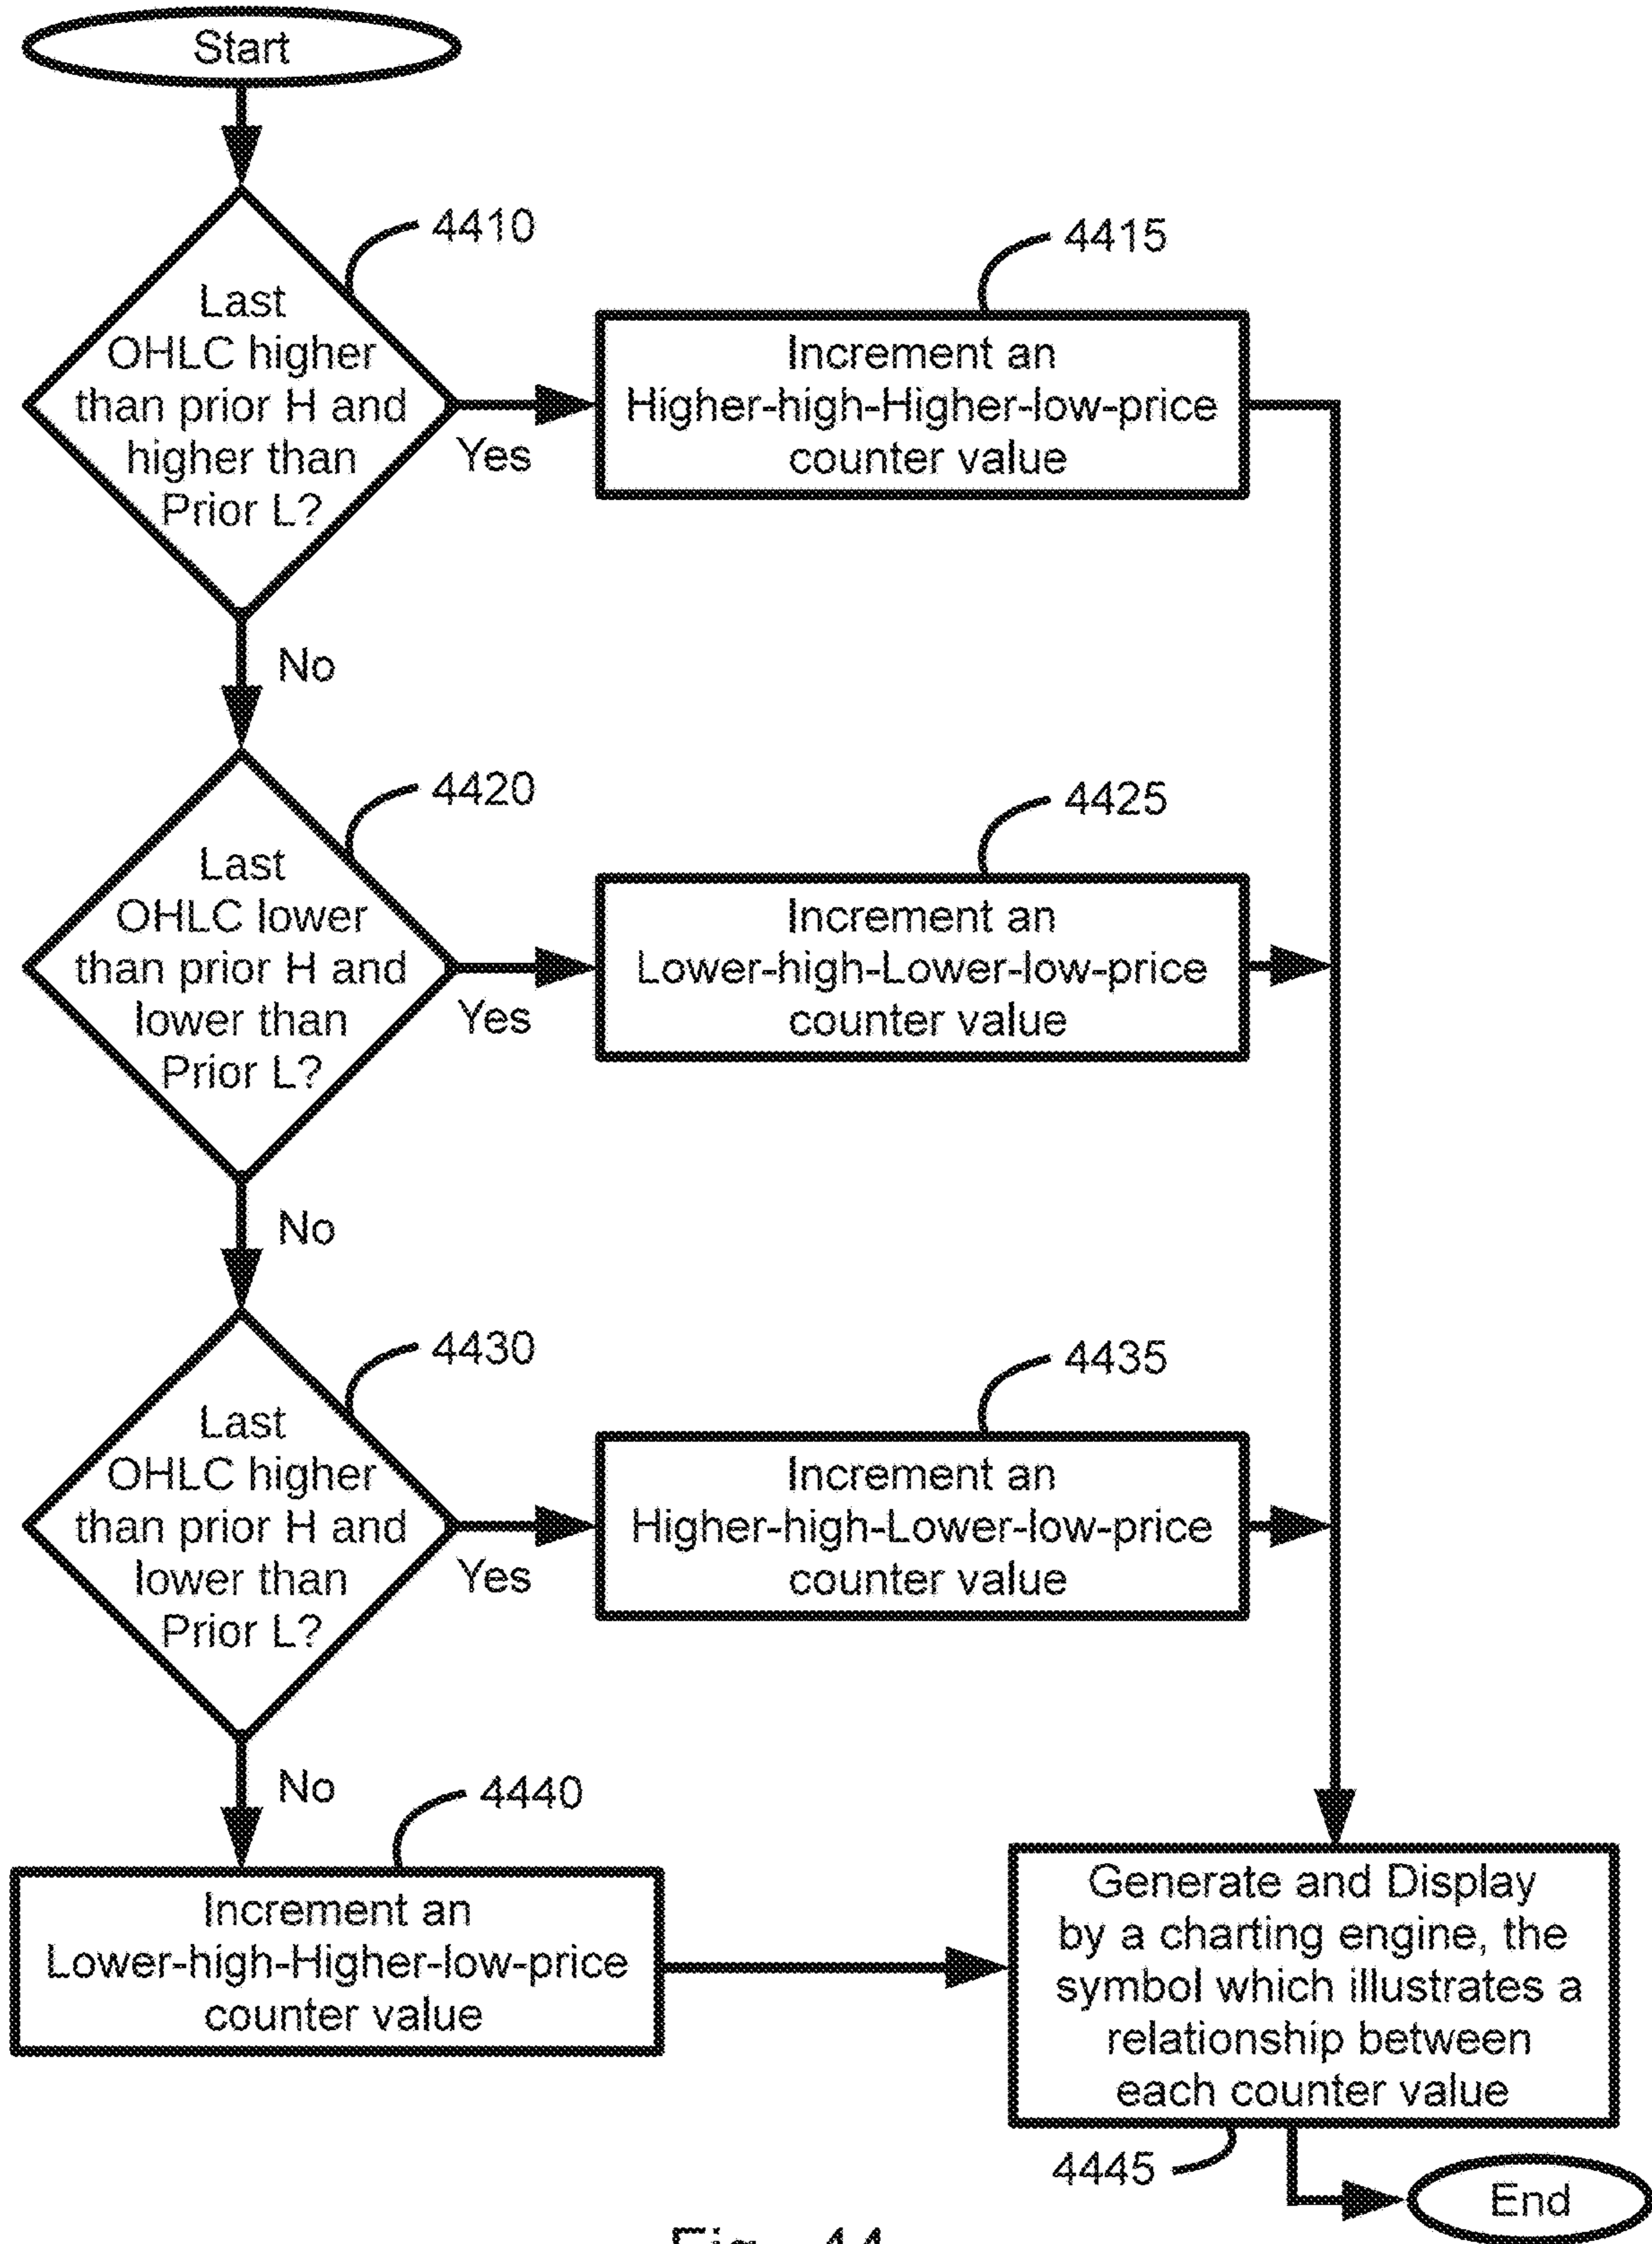 Start
4410
Last
OHLC higher
than prior H and
higher than
Prior L?
Yes
4415
Increment an
Higher-high-Higher-low-price
counter value
No
4420
Last
OHLC lower
than prior H and
lower than
Prior L?
Yes
4425
Increment an
Lower-high-Lower-low-price
counter value
No
4430
Last
OHLC higher
than prior H and
lower than
Prior L?
Yes
4435
Increment an
Higher-high-Lower-low-price
counter value
No
4440
Increment an
Lower-high-Higher-low-price
counter value
Generate and Display
by a charting engine, the
symbol which illustrates a
relationship between
each counter value
4445
End